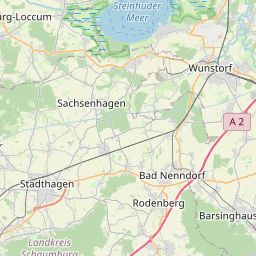 Steinhuder
Meer
urg-Loccum
Wunstorf
Sachsenhagen
A 2
Bad Nenndorf
Stadthagen
Rodenberg
Barsinghaus
Landkreis
Schaumburg